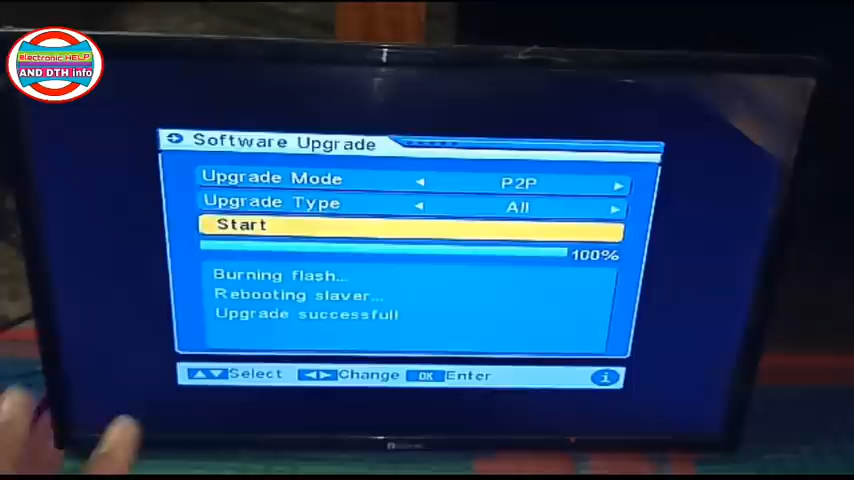 Electronic HELP
AND DTH info
Software Upgrade
Upgrade Mode P2P
Upgrade Type All
Start
100%
Burning flash...
Rebooting slaver...
Upgrade successfull
Select Change OK Enter i